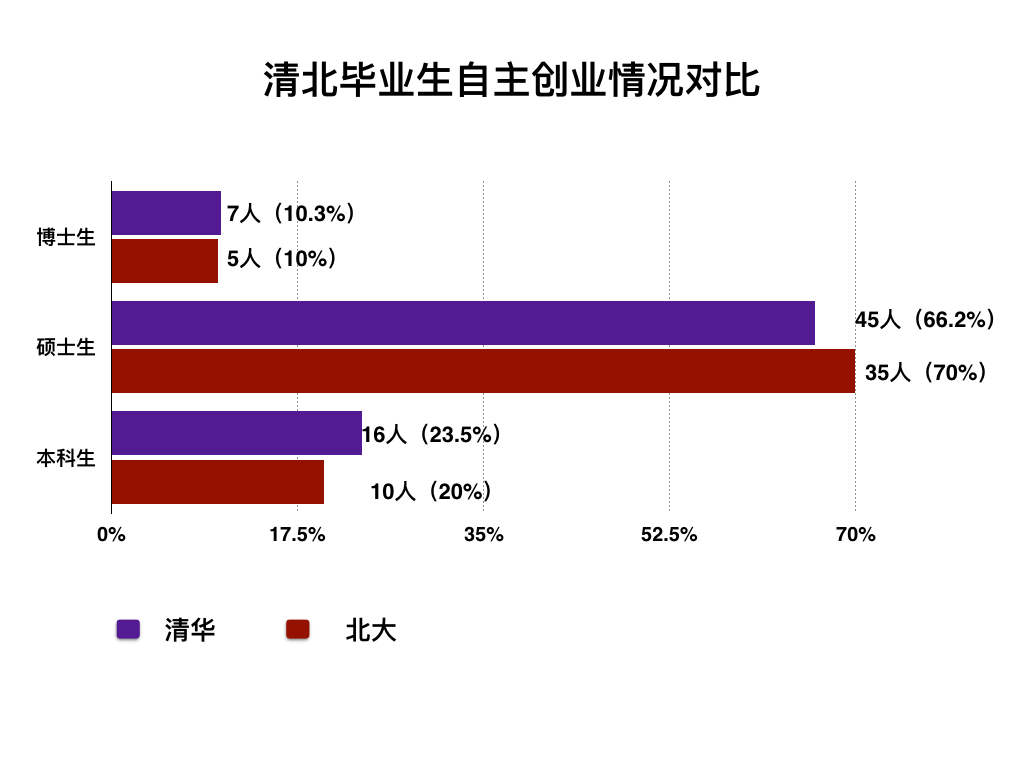 清北毕业生自主创业情况对比
博士生
7人（10.3%）
5人（10%）
硕士生
45人（66.2%）
35人（70%）
本科生
16人（23.5%）
10人（20%）
0% 17.5% 35% 52.5% 70%
清华 北大